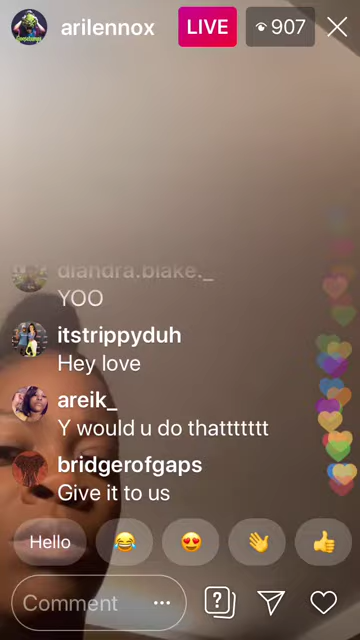 arilennox LIVE 907
diandra.blake._
YOO
itstrippyduh
Hey love
areik_
Y would u do thatttttt
bridgerofgaps
Give it to us
Hello
Comment ...